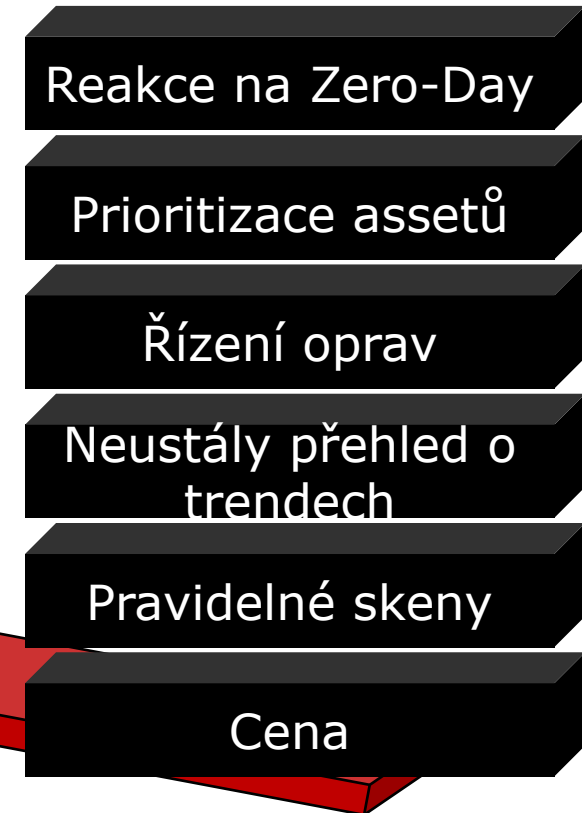 Reakce na Zero-Day
Prioritizace assetů
Řízení oprav
Neustály přehled o
trendech
Pravidelné skeny
Cena